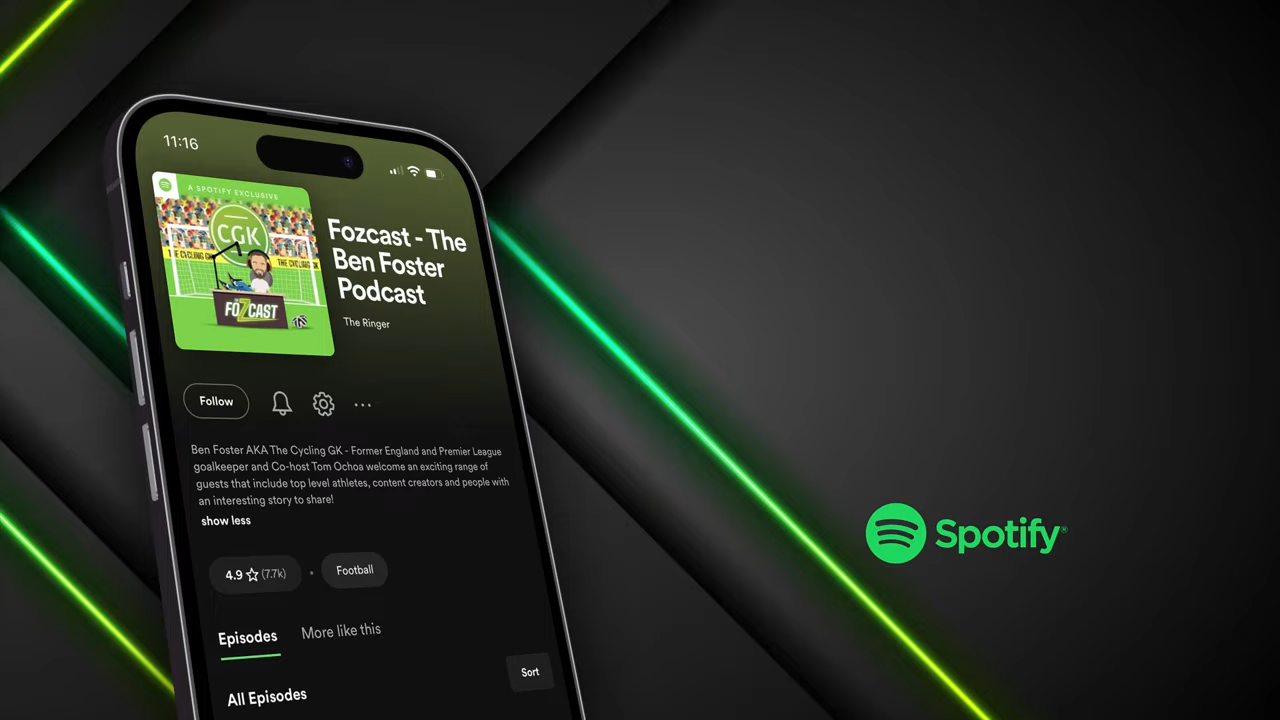 11:16
A SPOTIFY EXCLUSIVE
CGK
THE CYCLING GK
THE CYCLING GK
FOZCAST
Fozcast - The
Ben Foster
Podcast
The Ringer
Follow
Ben Foster AKA The Cycling GK - Former England and Premier League
goalkeeper and Co-host Tom Ochoa welcome an exciting range of
guests that include top level athletes, content creators and people with
an interesting story to share!
show less
4.9 (7.7k)
Football
Episodes
More like this
Sort
All Episodes
Spotify®